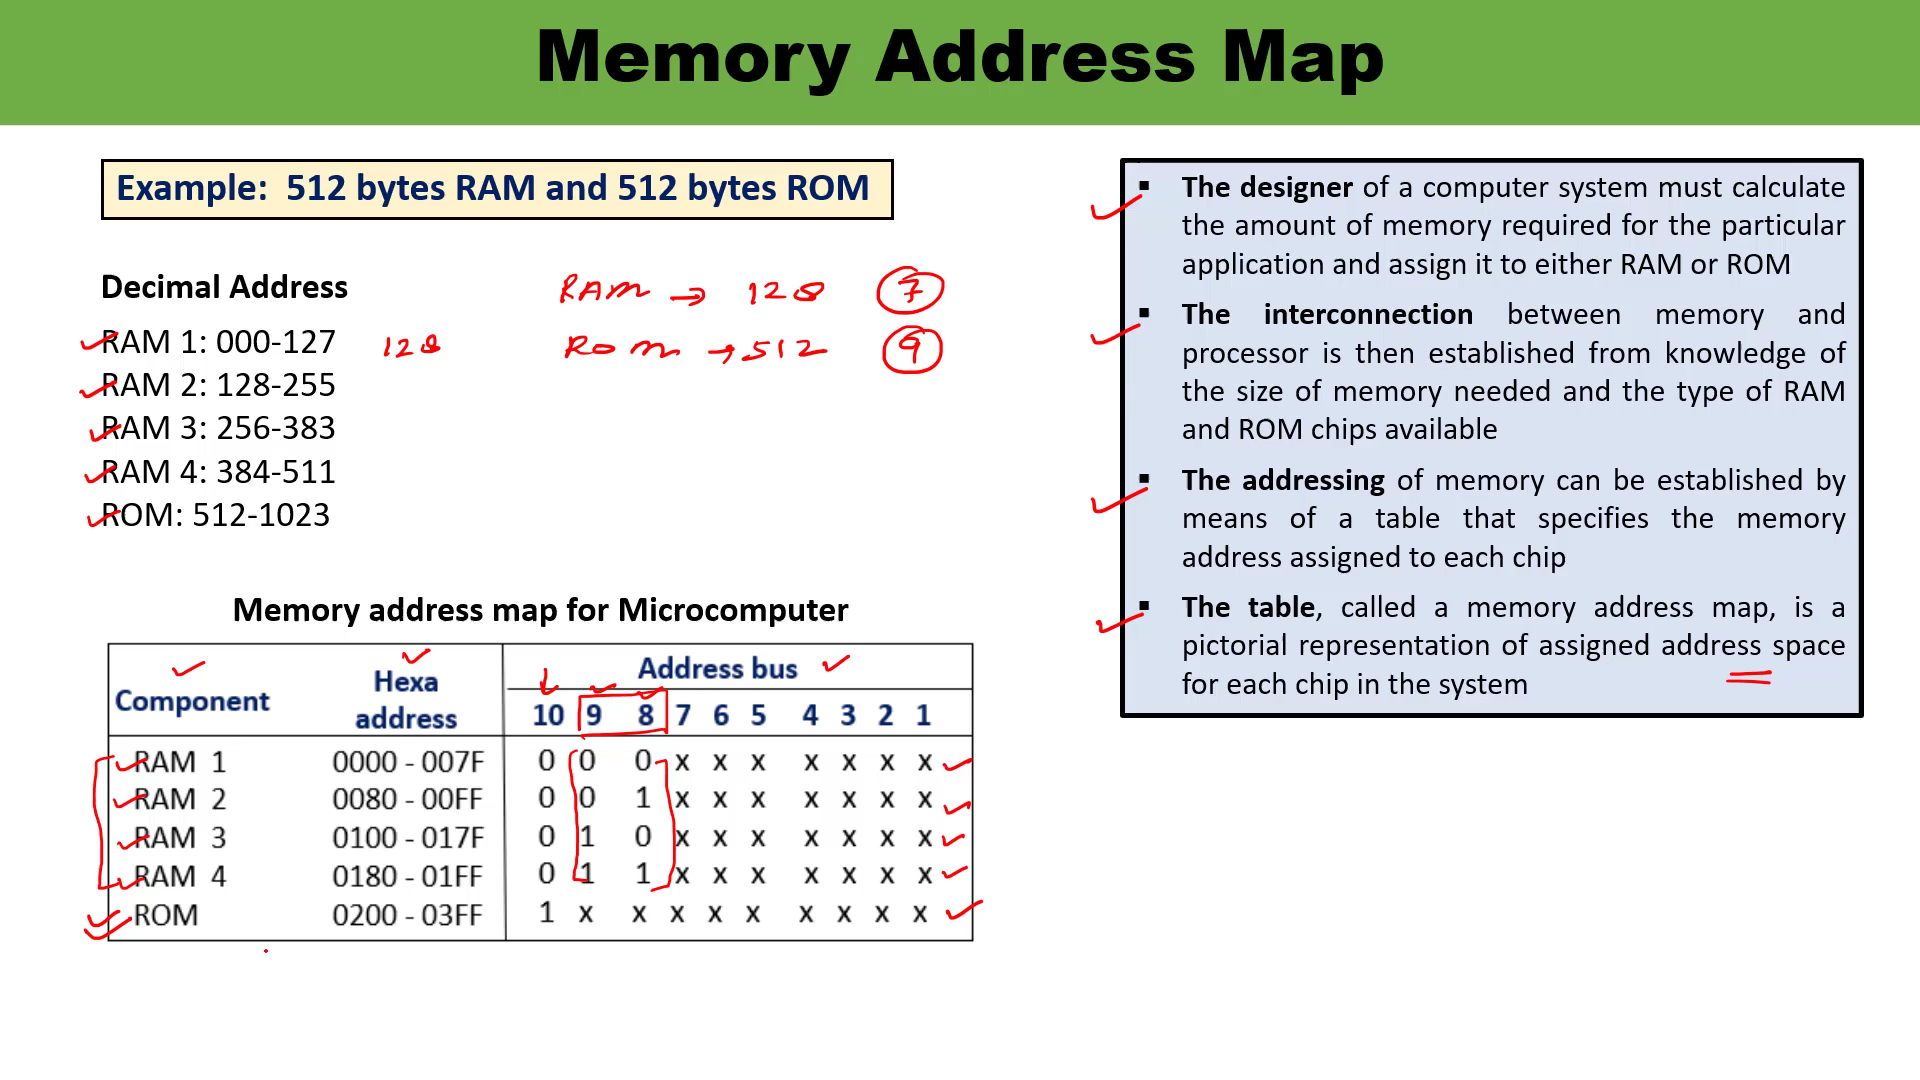 Memory Address Map
Example: 512 bytes RAM and 512 bytes ROM
Decimal Address
RAM 1: 000-127
RAM 2: 128-255
RAM 3: 256-383
RAM 4: 384-511
ROM: 512-1023
128
RAM → 128 7
ROM → 512 9
Memory address map for Microcomputer
Component Hexa address Address bus
10 9 8 7 6 5 4 3 2 1
RAM 1 0000 - 007F 0 0 0 x x x x x x x
RAM 2 0080 - 00FF 0 0 1 x x x x x x x
RAM 3 0100 - 017F 0 1 0 x x x x x x x
RAM 4 0180 - 01FF 0 1 1 x x x x x x x
ROM 0200 - 03FF 1 x x x x x x x x x
▪ The designer of a computer system must calculate
the amount of memory required for the particular
application and assign it to either RAM or ROM
▪ The interconnection between memory and
processor is then established from knowledge of
the size of memory needed and the type of RAM
and ROM chips available
▪ The addressing of memory can be established by
means of a table that specifies the memory
address assigned to each chip
▪ The table, called a memory address map, is a
pictorial representation of assigned address space
for each chip in the system